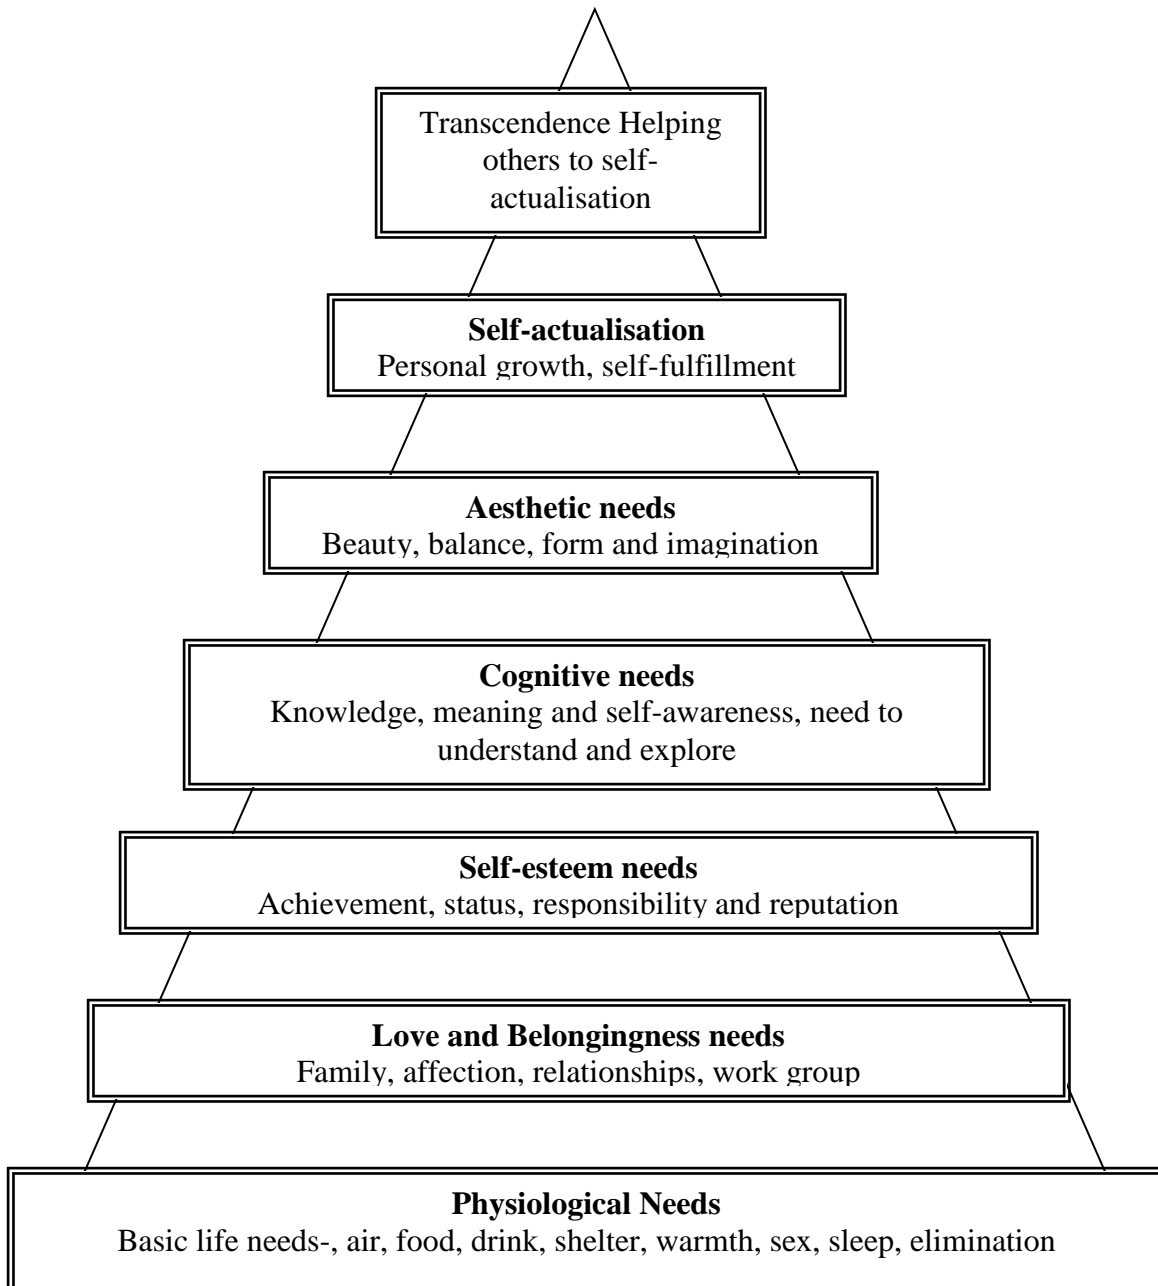 Transcendence Helping
others to self-
actualisation
Self-actualisation
Personal growth, self-fulfillment
Aesthetic needs
Beauty, balance, form and imagination
Cognitive needs
Knowledge, meaning and self-awareness, need to
understand and explore
Self-esteem needs
Achievement, status, responsibility and reputation
Love and Belongingness needs
Family, affection, relationships, work group
Physiological Needs
Basic life needs-, air, food, drink, shelter, warmth, sex, sleep, elimination